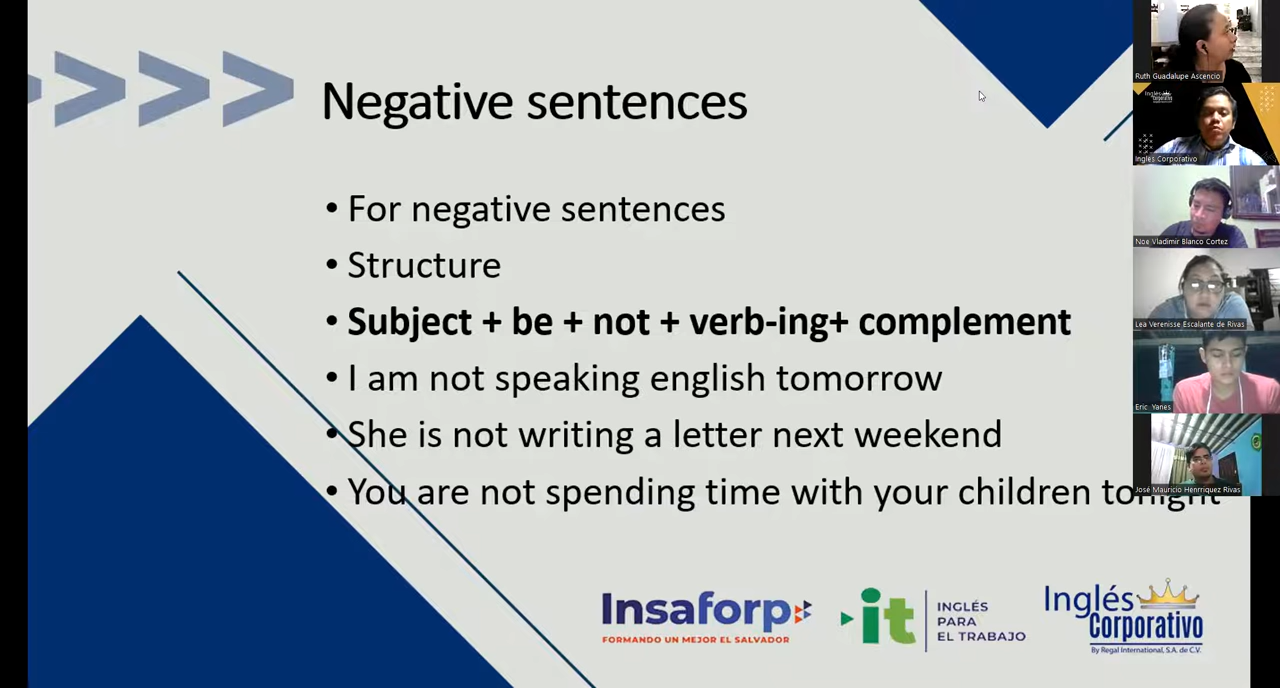 Negative sentences
• For negative sentences
• Structure
• Subject + be + not + verb-ing+ complement
• I am not speaking english tomorrow
• She is not writing a letter next weekend
• You are not spending time with your children tonight
Insaforp
FORMANDO UN MEJOR EL SALVADOR
it
INGLÉS
PARA
EL TRABAJO
Inglés
Corporativo
By Regal International, S.A. de C.V.
Ruth Guadalupe Ascencio
Inglés
Corporativo
Inglés Corporativo
Noe Vladimir Blanco Cortez
Lea Verenisse Escalante de Rivas
Eric Yanes
José Mauricio Henrriquez Rivas